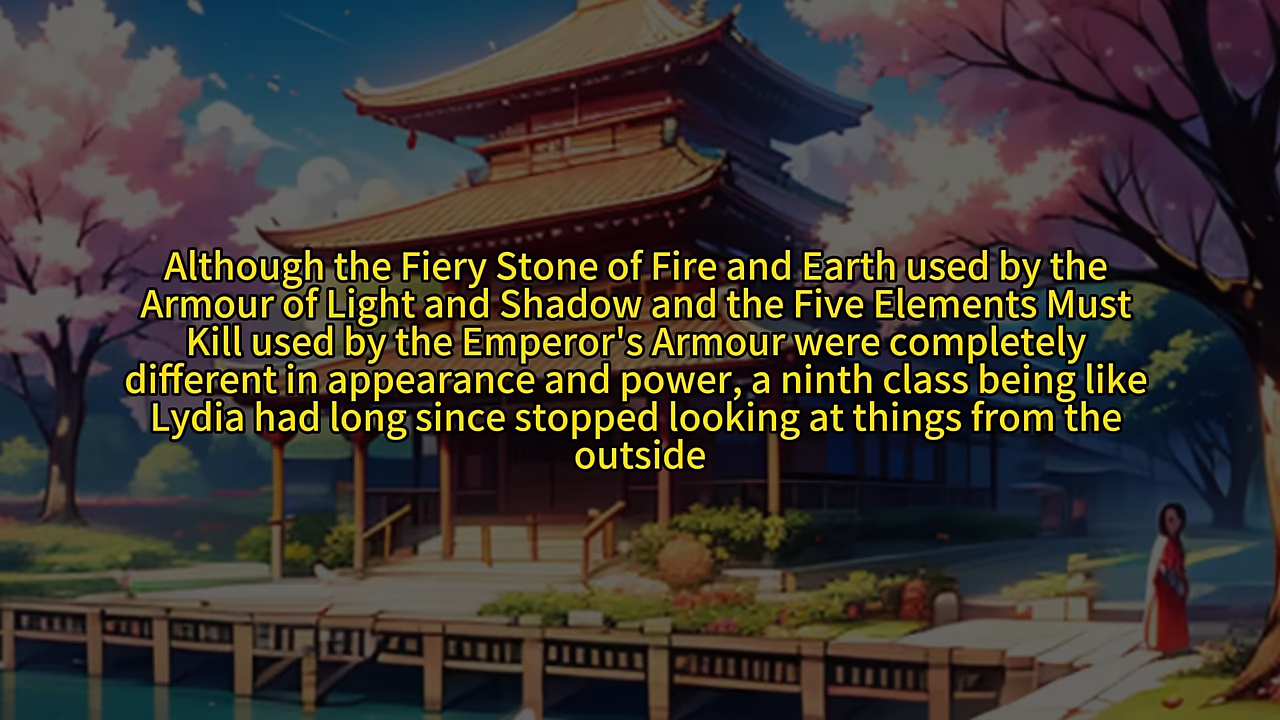 Although the Fiery Stone of Fire and Earth used by the
Armour of Light and Shadow and the Five Elements Must
Kill used by the Emperor's Armour were completely
different in appearance and power, a ninth class being like
Lydia had long since stopped looking at things from the
outside